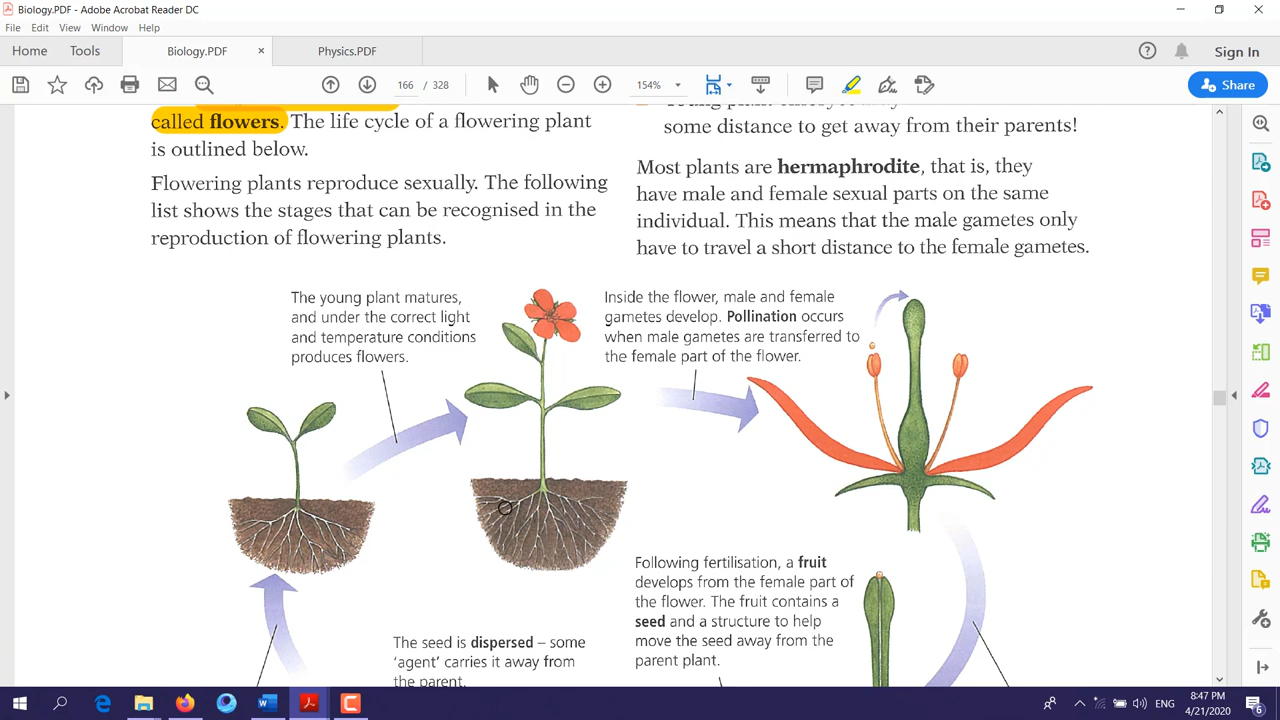 Biology.PDF - Adobe Acrobat Reader DC
File Edit View Window Help
Home Tools Biology.PDF × Physics.PDF Sign In
166 / 328 154% Share
called flowers. The life cycle of a flowering plant
is outlined below.
Flowering plants reproduce sexually. The following
list shows the stages that can be recognised in the
reproduction of flowering plants.
some distance to get away from their parents!
Most plants are hermaphrodite, that is, they
have male and female sexual parts on the same
individual. This means that the male gametes only
have to travel a short distance to the female gametes.
The young plant matures,
and under the correct light
and temperature conditions
produces flowers.
Inside the flower, male and female
gametes develop. Pollination occurs
when male gametes are transferred to
the female part of the flower.
Following fertilisation, a fruit
develops from the female part of
the flower. The fruit contains a
seed and a structure to help
move the seed away from the
parent plant.
The seed is dispersed – some
‘agent’ carries it away from
the parent.
ENG
8:47 PM
4/21/2020
6